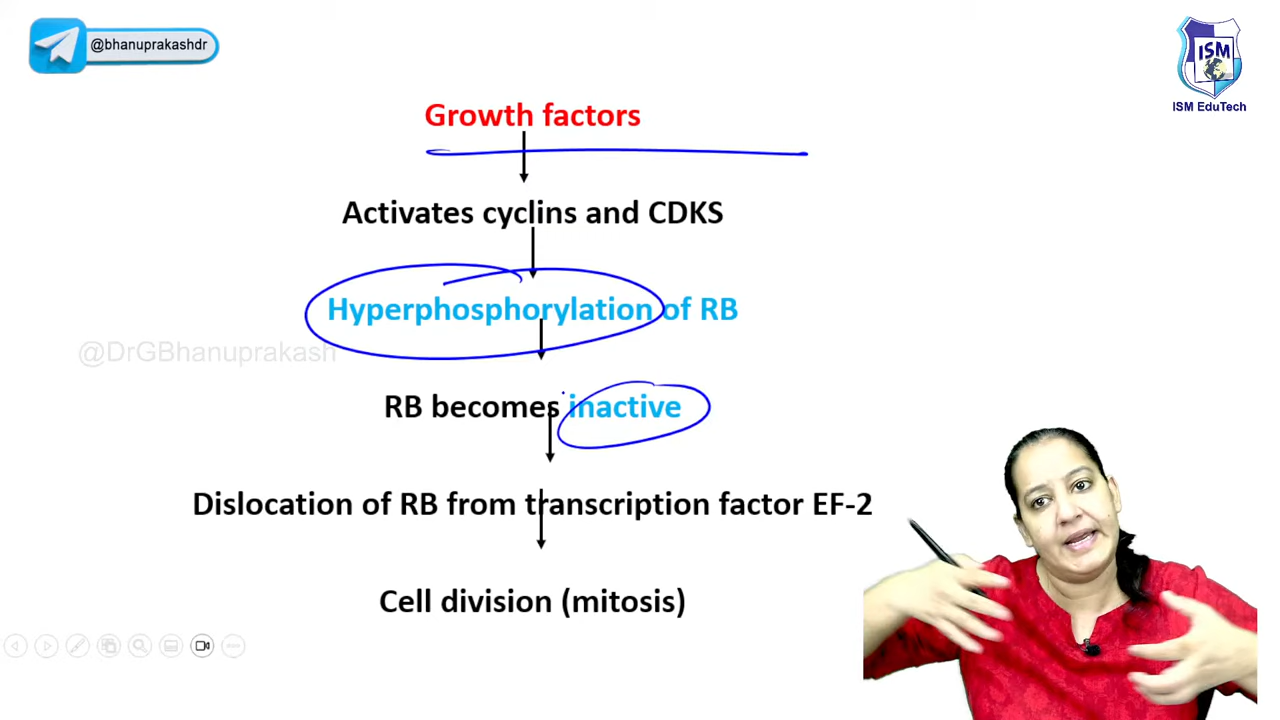 @bhanuprakashdr
ISM
ISM EduTech
Growth factors
Activates cyclins and CDKS
Hyperphosphorylation of RB
@DrGBhanuprakash
RB becomes inactive
Dislocation of RB from transcription factor EF-2
Cell division (mitosis)